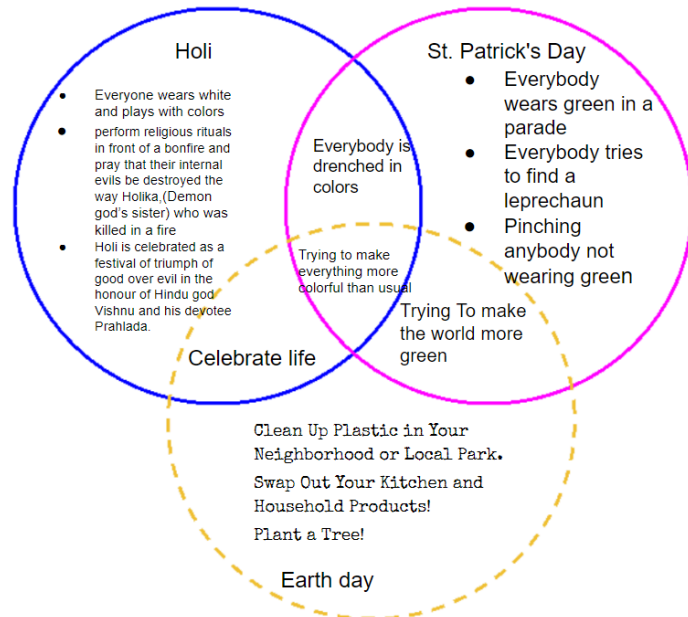 Holi
● Everyone wears white
and plays with colors
● perform religious rituals
in front of a bonfire and
pray that their internal
evils be destroyed the
way Holika,(Demon
god's sister) who was
killed in a fire
● Holi is celebrated as a
festival of triumph of
good over evil in the
honour of Hindu god
Vishnu and his devotee
Prahlada.
St. Patrick's Day
● Everybody
wears green in a
parade
● Everybody tries
to find a
leprechaun
● Pinching
anybody not
wearing green
Everybody is
drenched in
colors
Trying to make
everything more
colorful than usual
Celebrate life
Trying To make
the world more
green
Clean Up Plastic in Your
Neighborhood or Local Park.
Swap Out Your Kitchen and
Household Products!
Plant a Tree!
Earth day